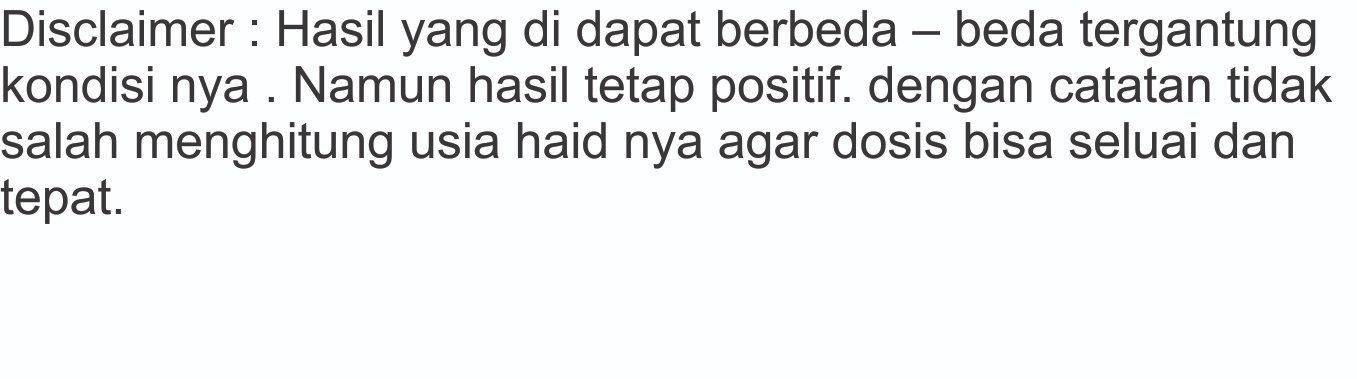 Disclaimer : Hasil yang di dapat berbeda – beda tergantung
kondisi nya . Namun hasil tetap positif. dengan catatan tidak
salah menghitung usia haid nya agar dosis bisa seluai dan
tepat.